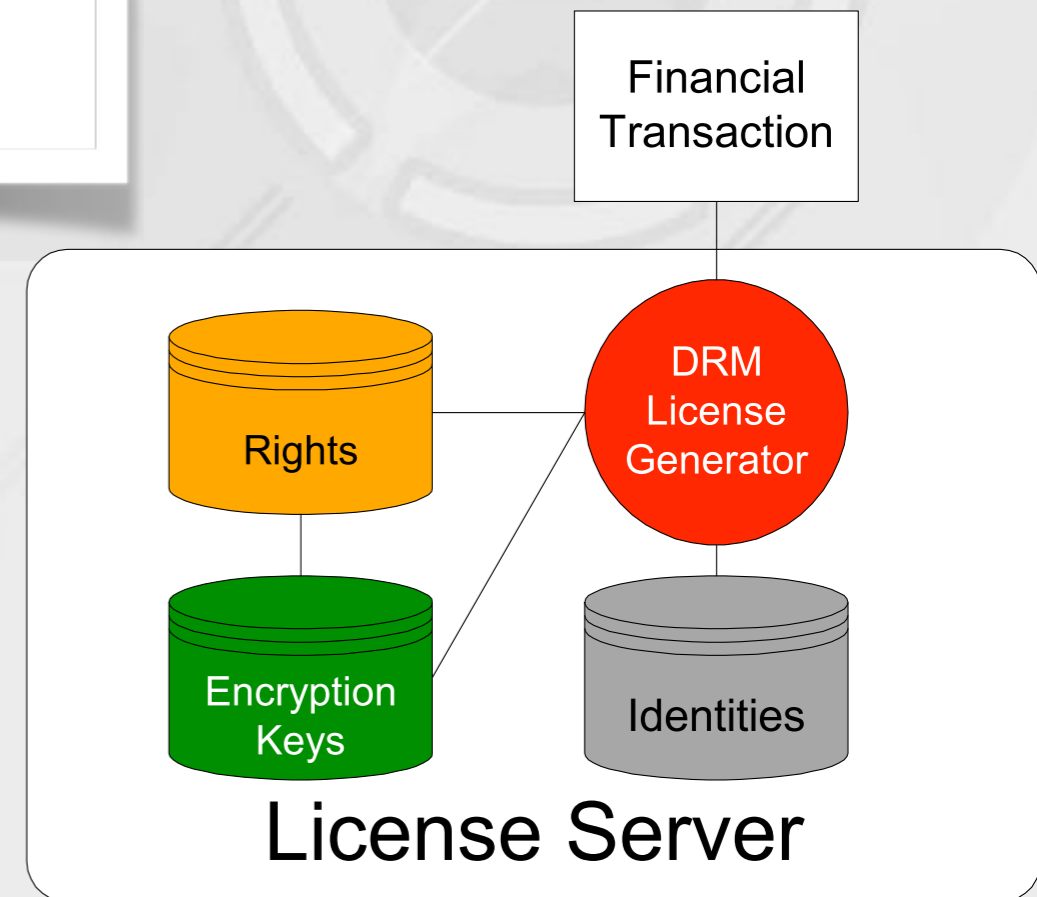 Financial
Transaction
DRM
License
Generator
Rights
Encryption
Keys
Identities
License Server